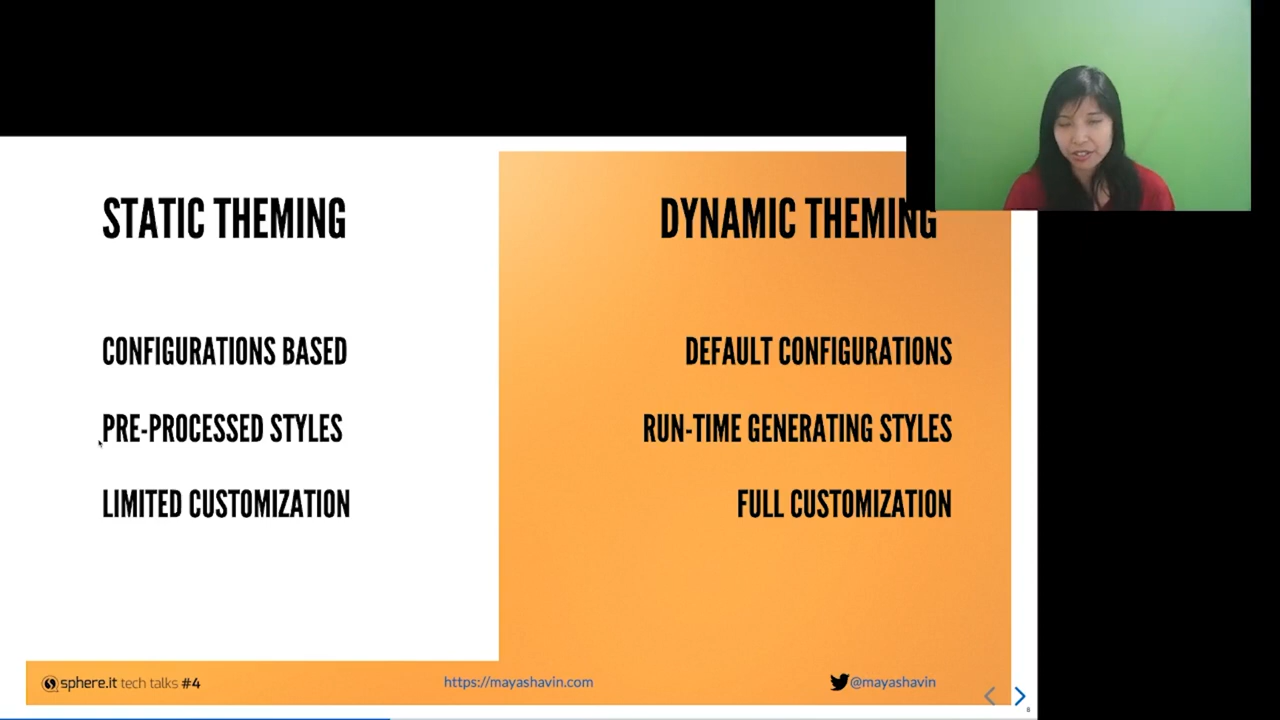 STATIC THEMING
CONFIGURATIONS BASED
PRE-PROCESSED STYLES
LIMITED CUSTOMIZATION
DYNAMIC THEMING
DEFAULT CONFIGURATIONS
RUN-TIME GENERATING STYLES
FULL CUSTOMIZATION
sphere.it tech talks #4
https://mayashavin.com
@mayashavin
8